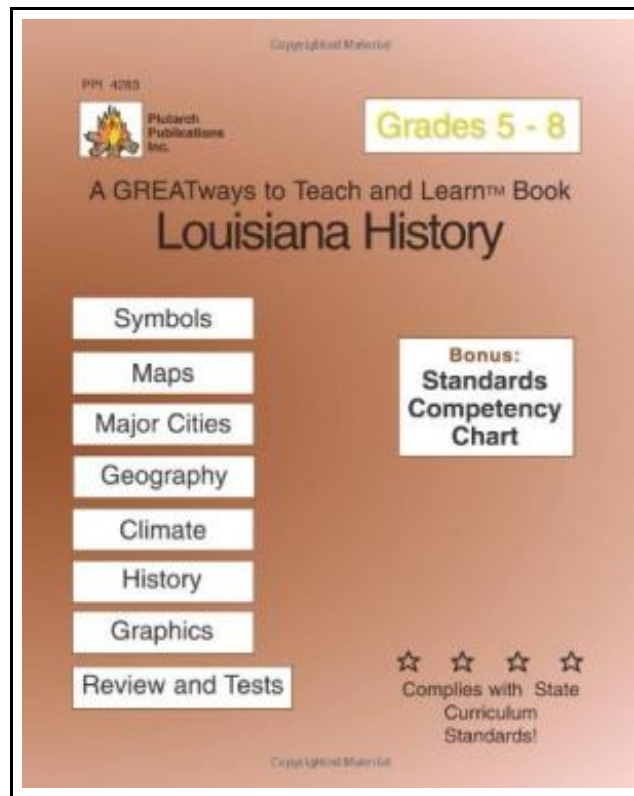 Copyrighted Material
PPI 4285
Plutarch
Publications
Inc.
Grades 5 - 8
A GREATways to Teach and Learn™ Book
Louisiana History
Symbols
Maps
Major Cities
Geography
Climate
History
Graphics
Review and Tests
Bonus:
Standards
Competency
Chart
Complies with State
Curriculum
Standards!
Copyrighted Material